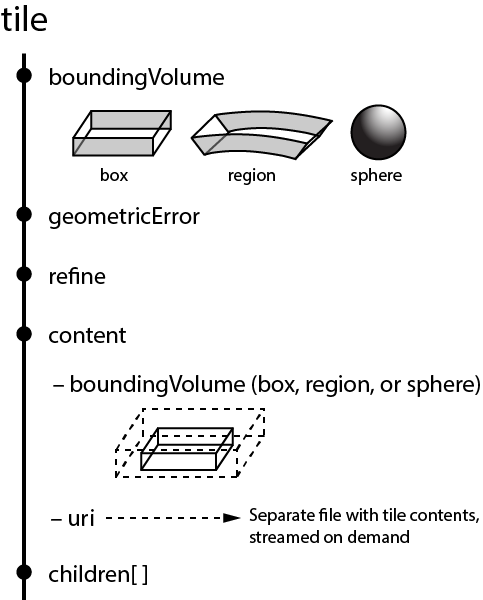 tile
boundingVolume
box region sphere
geometricError
refine
content
– boundingVolume (box, region, or sphere)
– uri
Separate file with tile contents,
streamed on demand
children[ ]